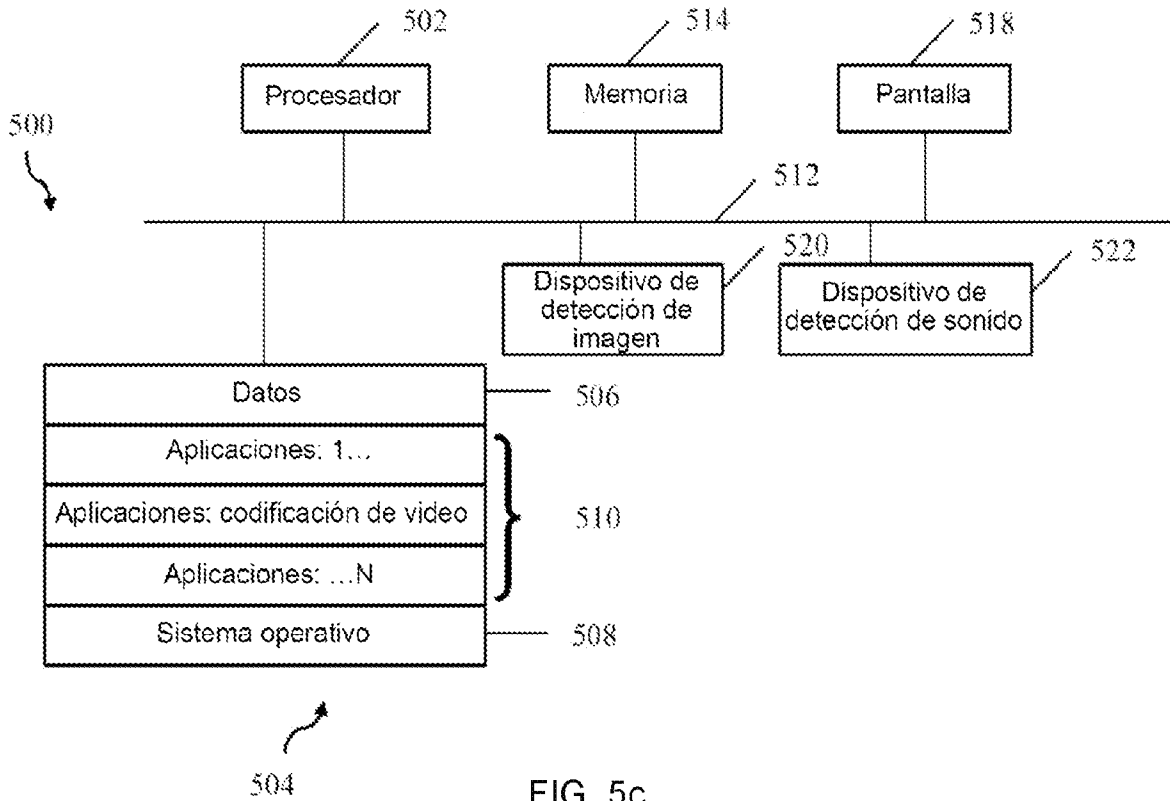 502
514
518
Procesador
Memoria
Pantalla
500
512
520
522
Dispositivo de
detección de
imagen
Dispositivo de
detección de sonido
Datos
506
Aplicaciones: 1...
Aplicaciones: codificación de video
510
Aplicaciones: ...N
Sistema operativo
508
504
FIG. 5c